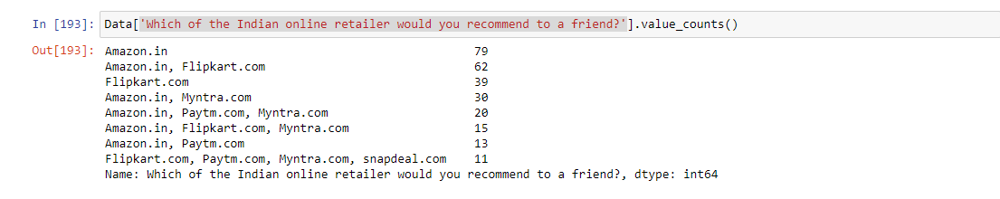 In [193]: Data['Which of the Indian online retailer would you recommend to a friend?'].value_counts()
Out[193]: Amazon.in 79
Amazon.in, Flipkart.com 62
Flipkart.com 39
Amazon.in, Myntra.com 30
Amazon.in, Paytm.com, Myntra.com 20
Amazon.in, Flipkart.com, Myntra.com 15
Amazon.in, Paytm.com 13
Flipkart.com, Paytm.com, Myntra.com, snapdeal.com 11
Name: Which of the Indian online retailer would you recommend to a friend?, dtype: int64